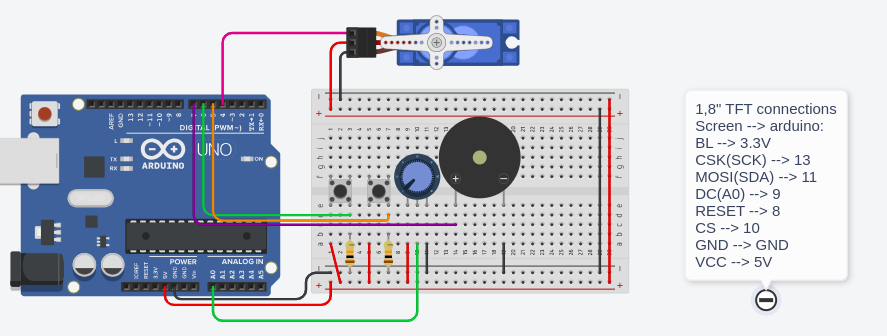 1,8" TFT connections
Screen --> arduino:
BL --> 3.3V
CSK(SCK) --> 13
MOSI(SDA) --> 11
DC(A0) --> 9
RESET --> 8
CS --> 10
GND --> GND
VCC --> 5V
AREF
GND
13
12
~11
~10
~9
8
4
~3
2
TX→1
RX←0
DIGITAL (PWM~)
L
TX
RX
UNO
ARDUINO
ON
POWER
ANALOG IN
IOREF
RESET
3.3V
5V
GND
GND
Vin
A0
A1
A2
A3
A4
A5